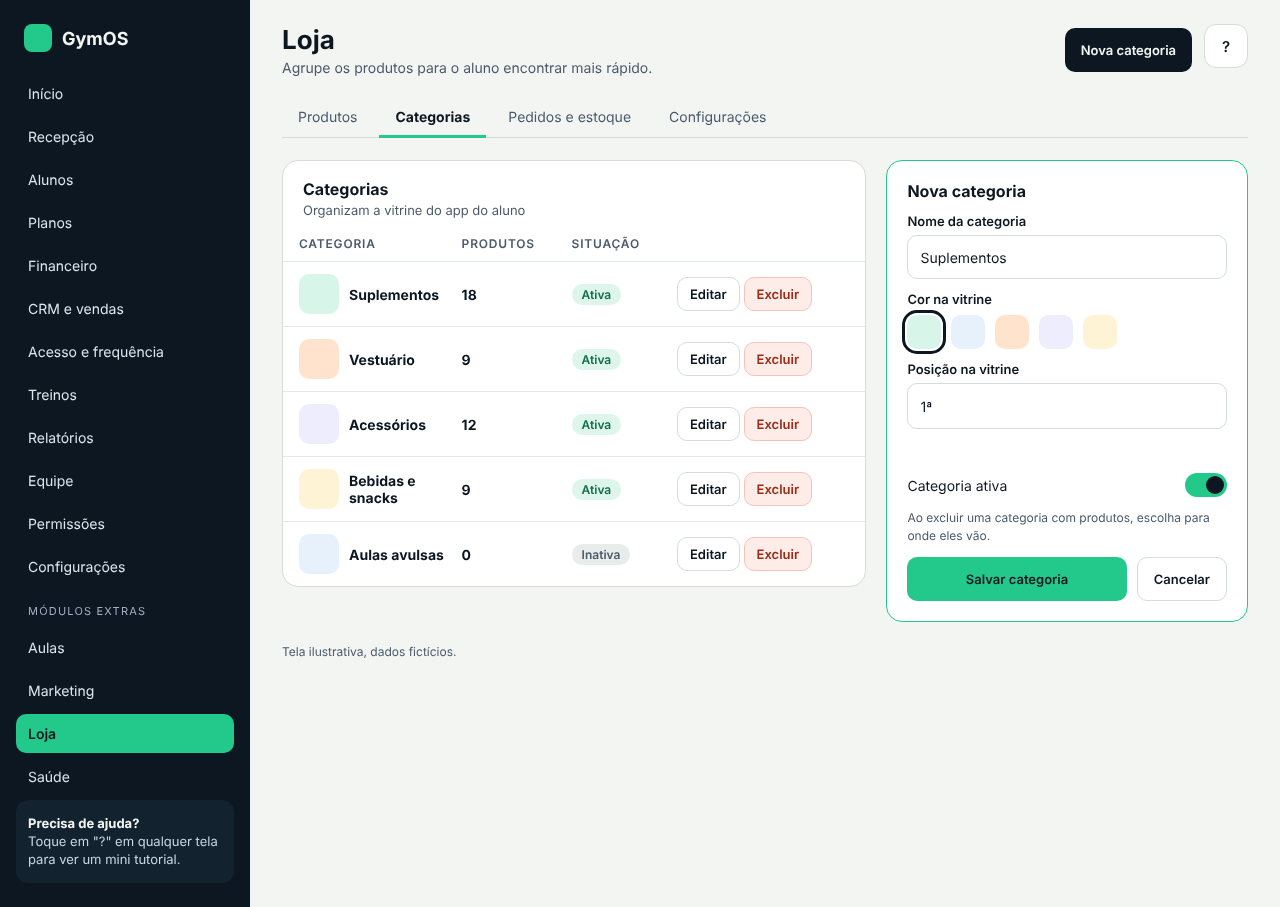 GymOS
Início
Recepção
Alunos
Planos
Financeiro
CRM e vendas
Acesso e frequência
Treinos
Relatórios
Equipe
Permissões
Configurações
MÓDULOS EXTRAS
Aulas
Marketing
Loja
Saúde
Precisa de ajuda?
Toque em "?" em qualquer tela
para ver um mini tutorial.
Loja
Agrupe os produtos para o aluno encontrar mais rápido.
Nova categoria
?
Produtos
Categorias
Pedidos e estoque
Configurações
Categorias
Organizam a vitrine do app do aluno
CATEGORIA PRODUTOS SITUAÇÃO
Suplementos 18 Ativa Editar Excluir
Vestuário 9 Ativa Editar Excluir
Acessórios 12 Ativa Editar Excluir
Bebidas e
snacks 9 Ativa Editar Excluir
Aulas avulsas 0 Inativa Editar Excluir
Nova categoria
Nome da categoria
Suplementos
Cor na vitrine
Posição na vitrine
1ª
Categoria ativa
Ao excluir uma categoria com produtos, escolha para
onde eles vão.
Salvar categoria
Cancelar
Tela ilustrativa, dados fictícios.